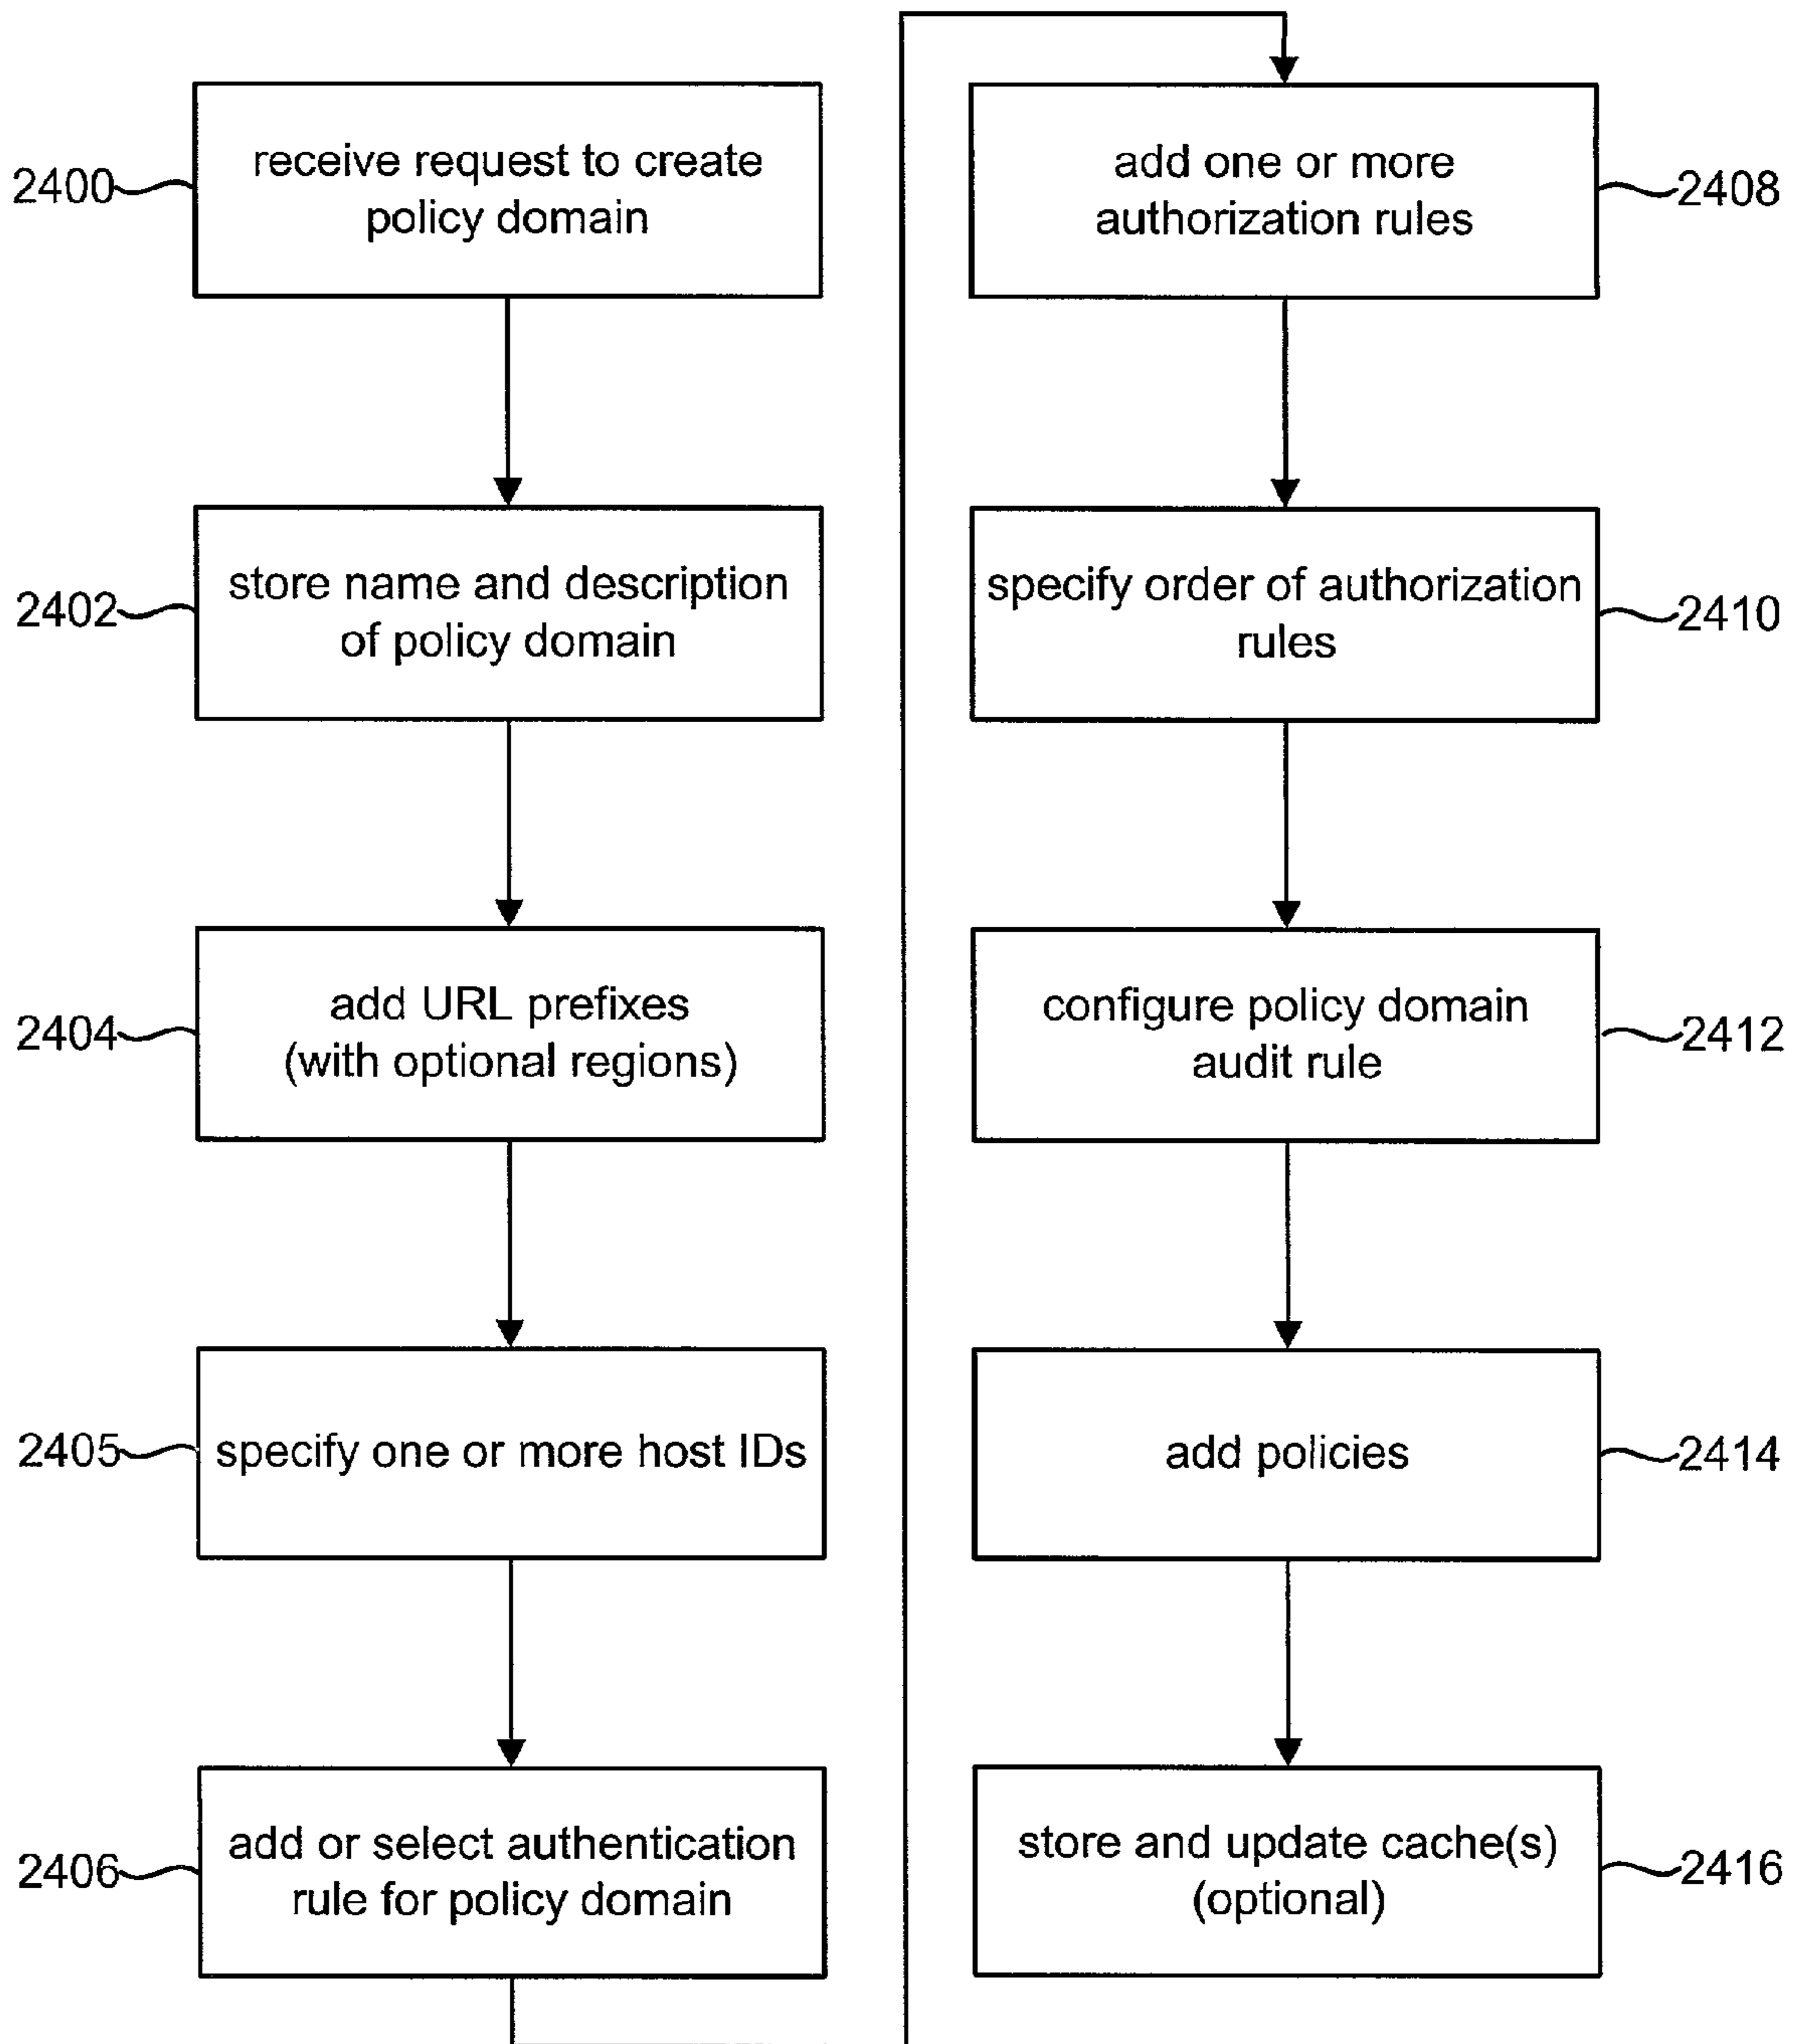 2400
receive request to create
policy domain
2402
store name and description
of policy domain
2404
add URL prefixes
(with optional regions)
2405
specify one or more host IDs
2406
add or select authentication
rule for policy domain
add one or more
authorization rules
2408
specify order of authorization
rules
2410
configure policy domain
audit rule
2412
add policies
2414
store and update cache(s)
(optional)
2416